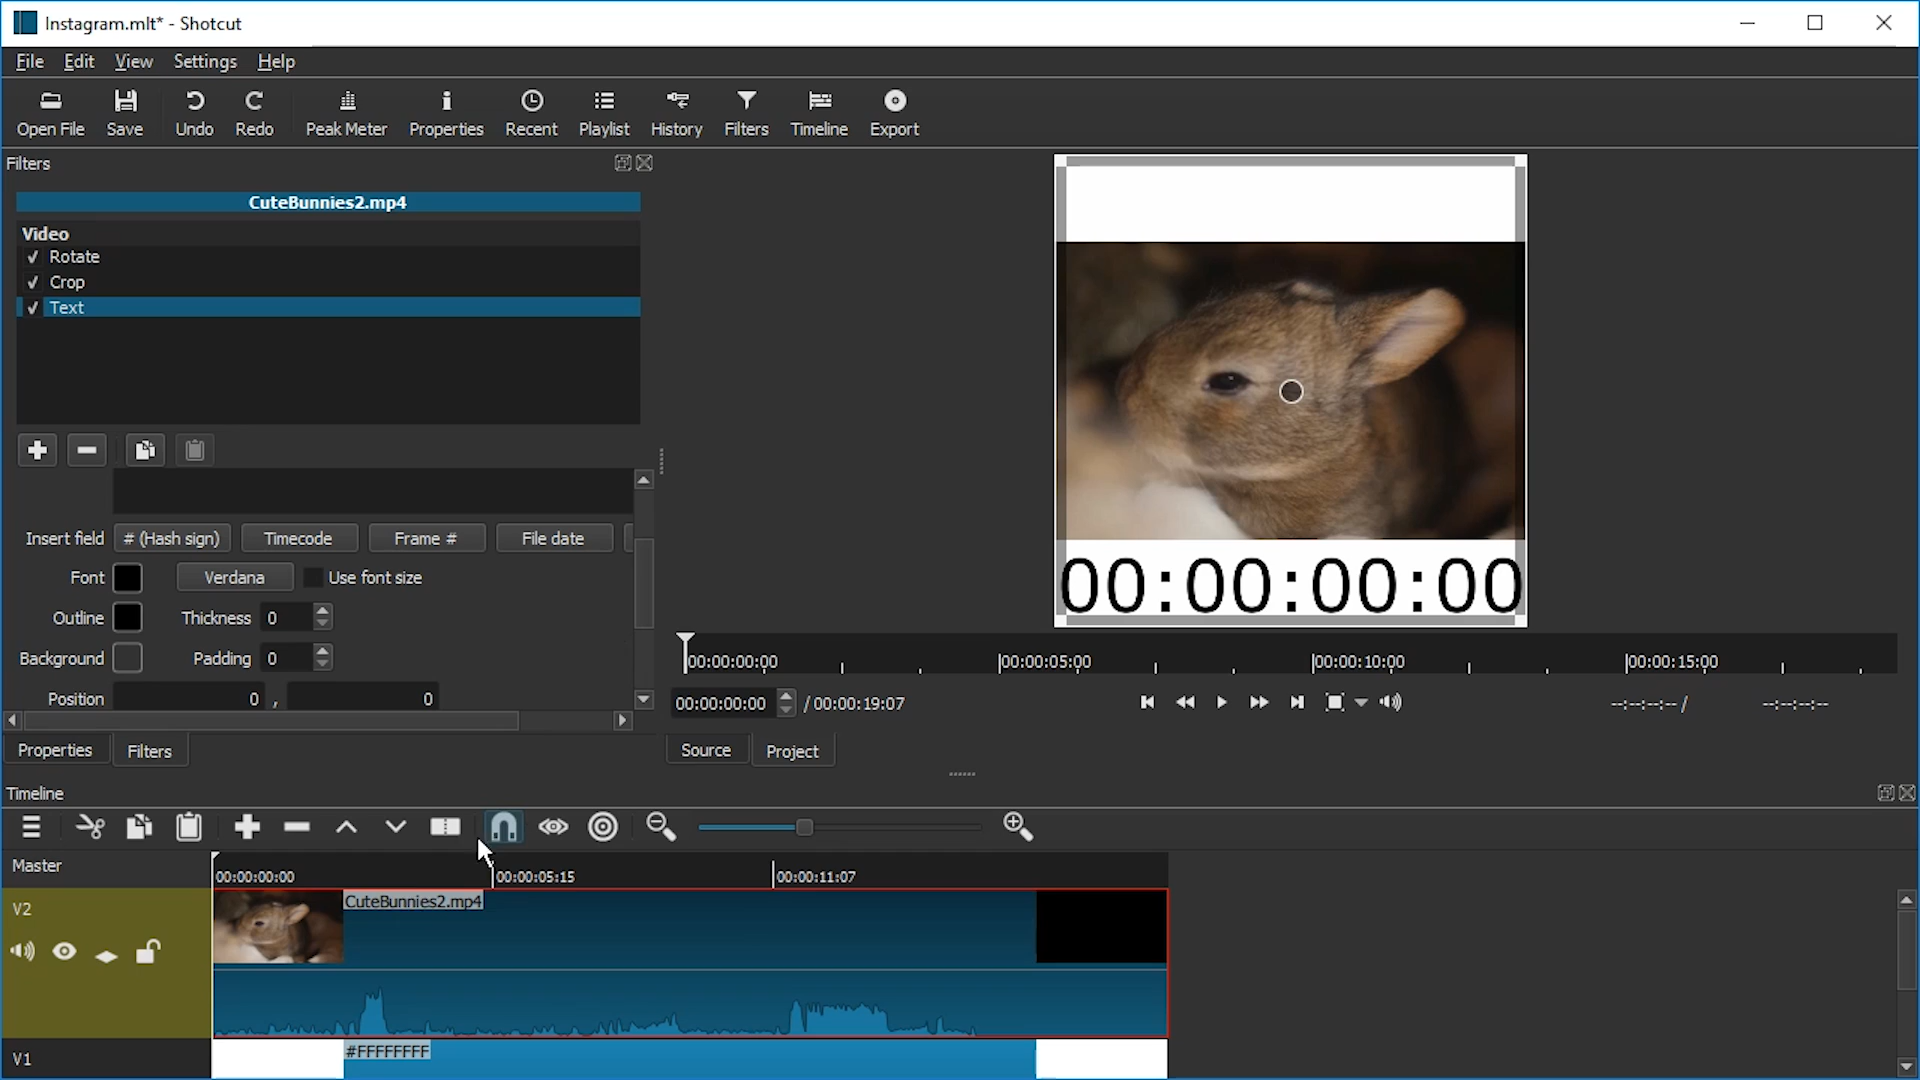 Instagram.mlt* - Shotcut
File Edit View Settings Help
Open File Save Undo Redo Peak Meter Properties Recent Playlist History Filters Timeline Export
Filters
CuteBunnies2.mp4
Video
Rotate
Crop
Text
Insert field # (Hash sign) Timecode Frame # File date
Font Verdana Use font size
Outline Thickness 0
Background Padding 0
Position 0 , 0
Properties Filters
00:00:00:00
00:00:00:00 00:00:05:00 00:00:10:00 00:00:15:00
00:00:00:00 / 00:00:19:07 --:--:--:-- / --:--:--:--
Source Project
Timeline
Master
00:00:00:00 00:00:05:15 00:00:11:07
V2
CuteBunnies2.mp4
V1
#FFFFFFFF